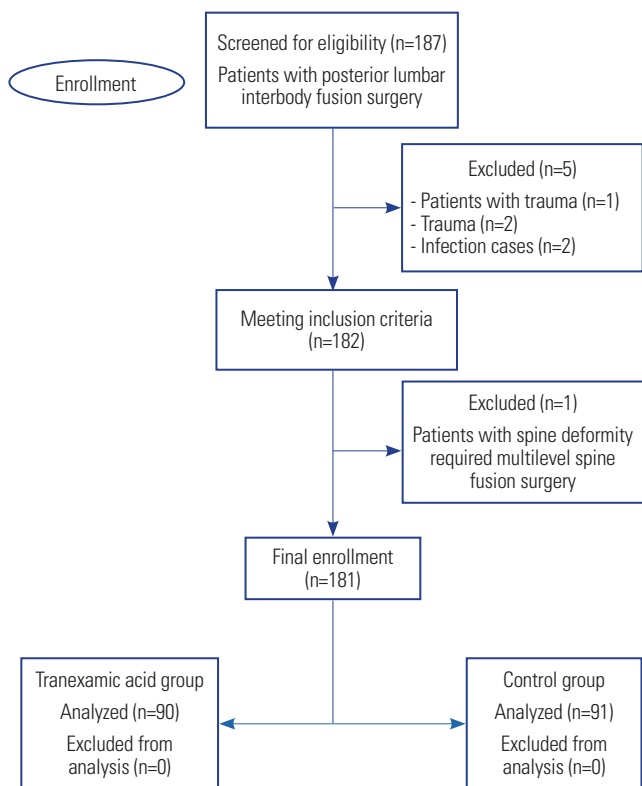 Enrollment
Screened for eligibility (n=187)
Patients with posterior lumbar
interbody fusion surgery
Excluded (n=5)
- Patients with trauma (n=1)
- Trauma (n=2)
- Infection cases (n=2)
Meeting inclusion criteria
(n=182)
Excluded (n=1)
Patients with spine deformity
required multilevel spine
fusion surgery
Final enrollment
(n=181)
Tranexamic acid group
Analyzed (n=90)
Excluded from
analysis (n=0)
Control group
Analyzed (n=91)
Excluded from
analysis (n=0)